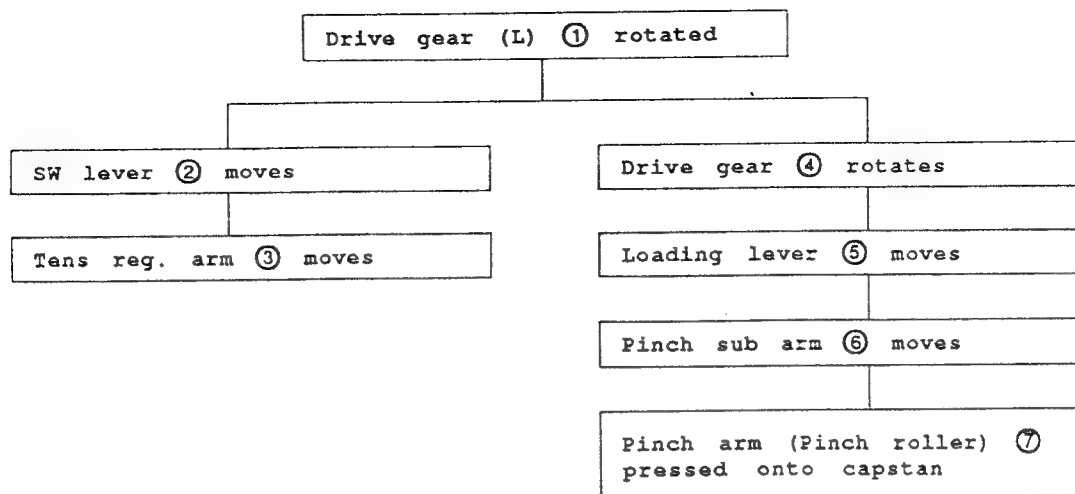 Drive gear (L) ① rotated
SW lever ② moves
Tens reg. arm ③ moves
Drive gear ④ rotates
Loading lever ⑤ moves
Pinch sub arm ⑥ moves
Pinch arm (Pinch roller) ⑦
pressed onto capstan